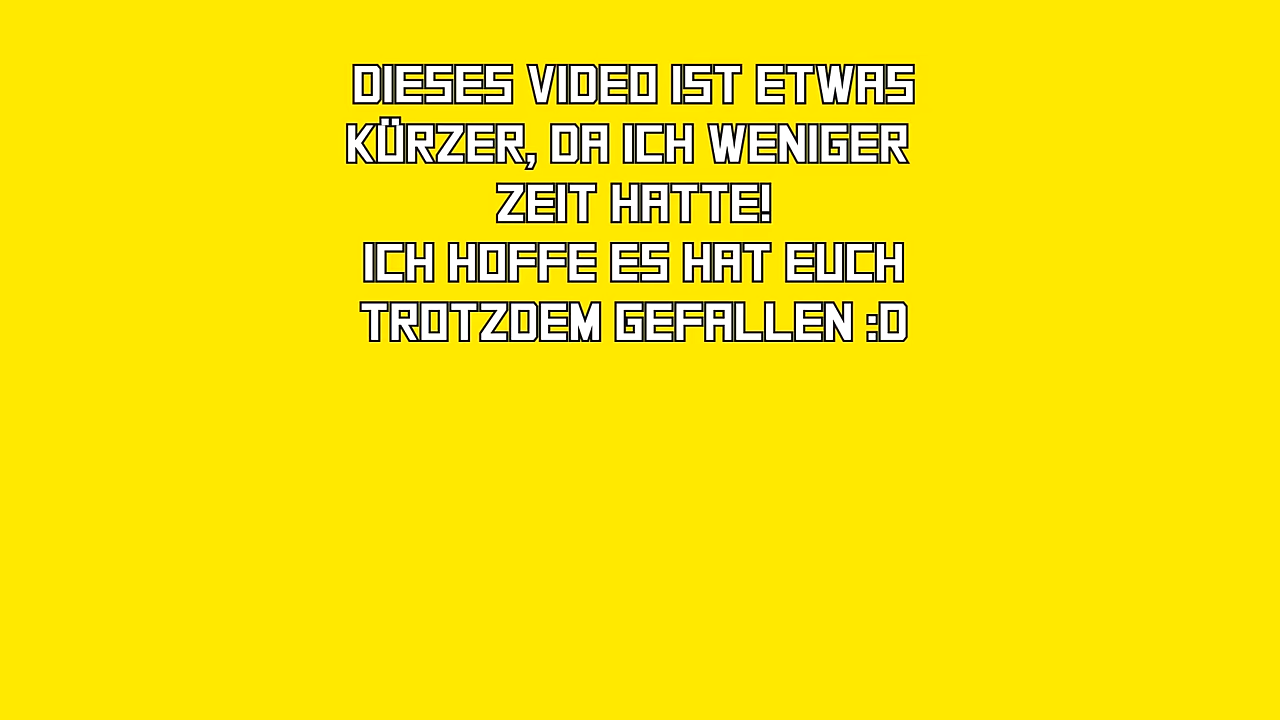 DIESES VIDEO IST ETWAS
KÜRZER, DA ICH WENIGER
ZEIT HATTE!
ICH HOFFE ES HAT EUCH
TROTZDEM GEFALLEN :D